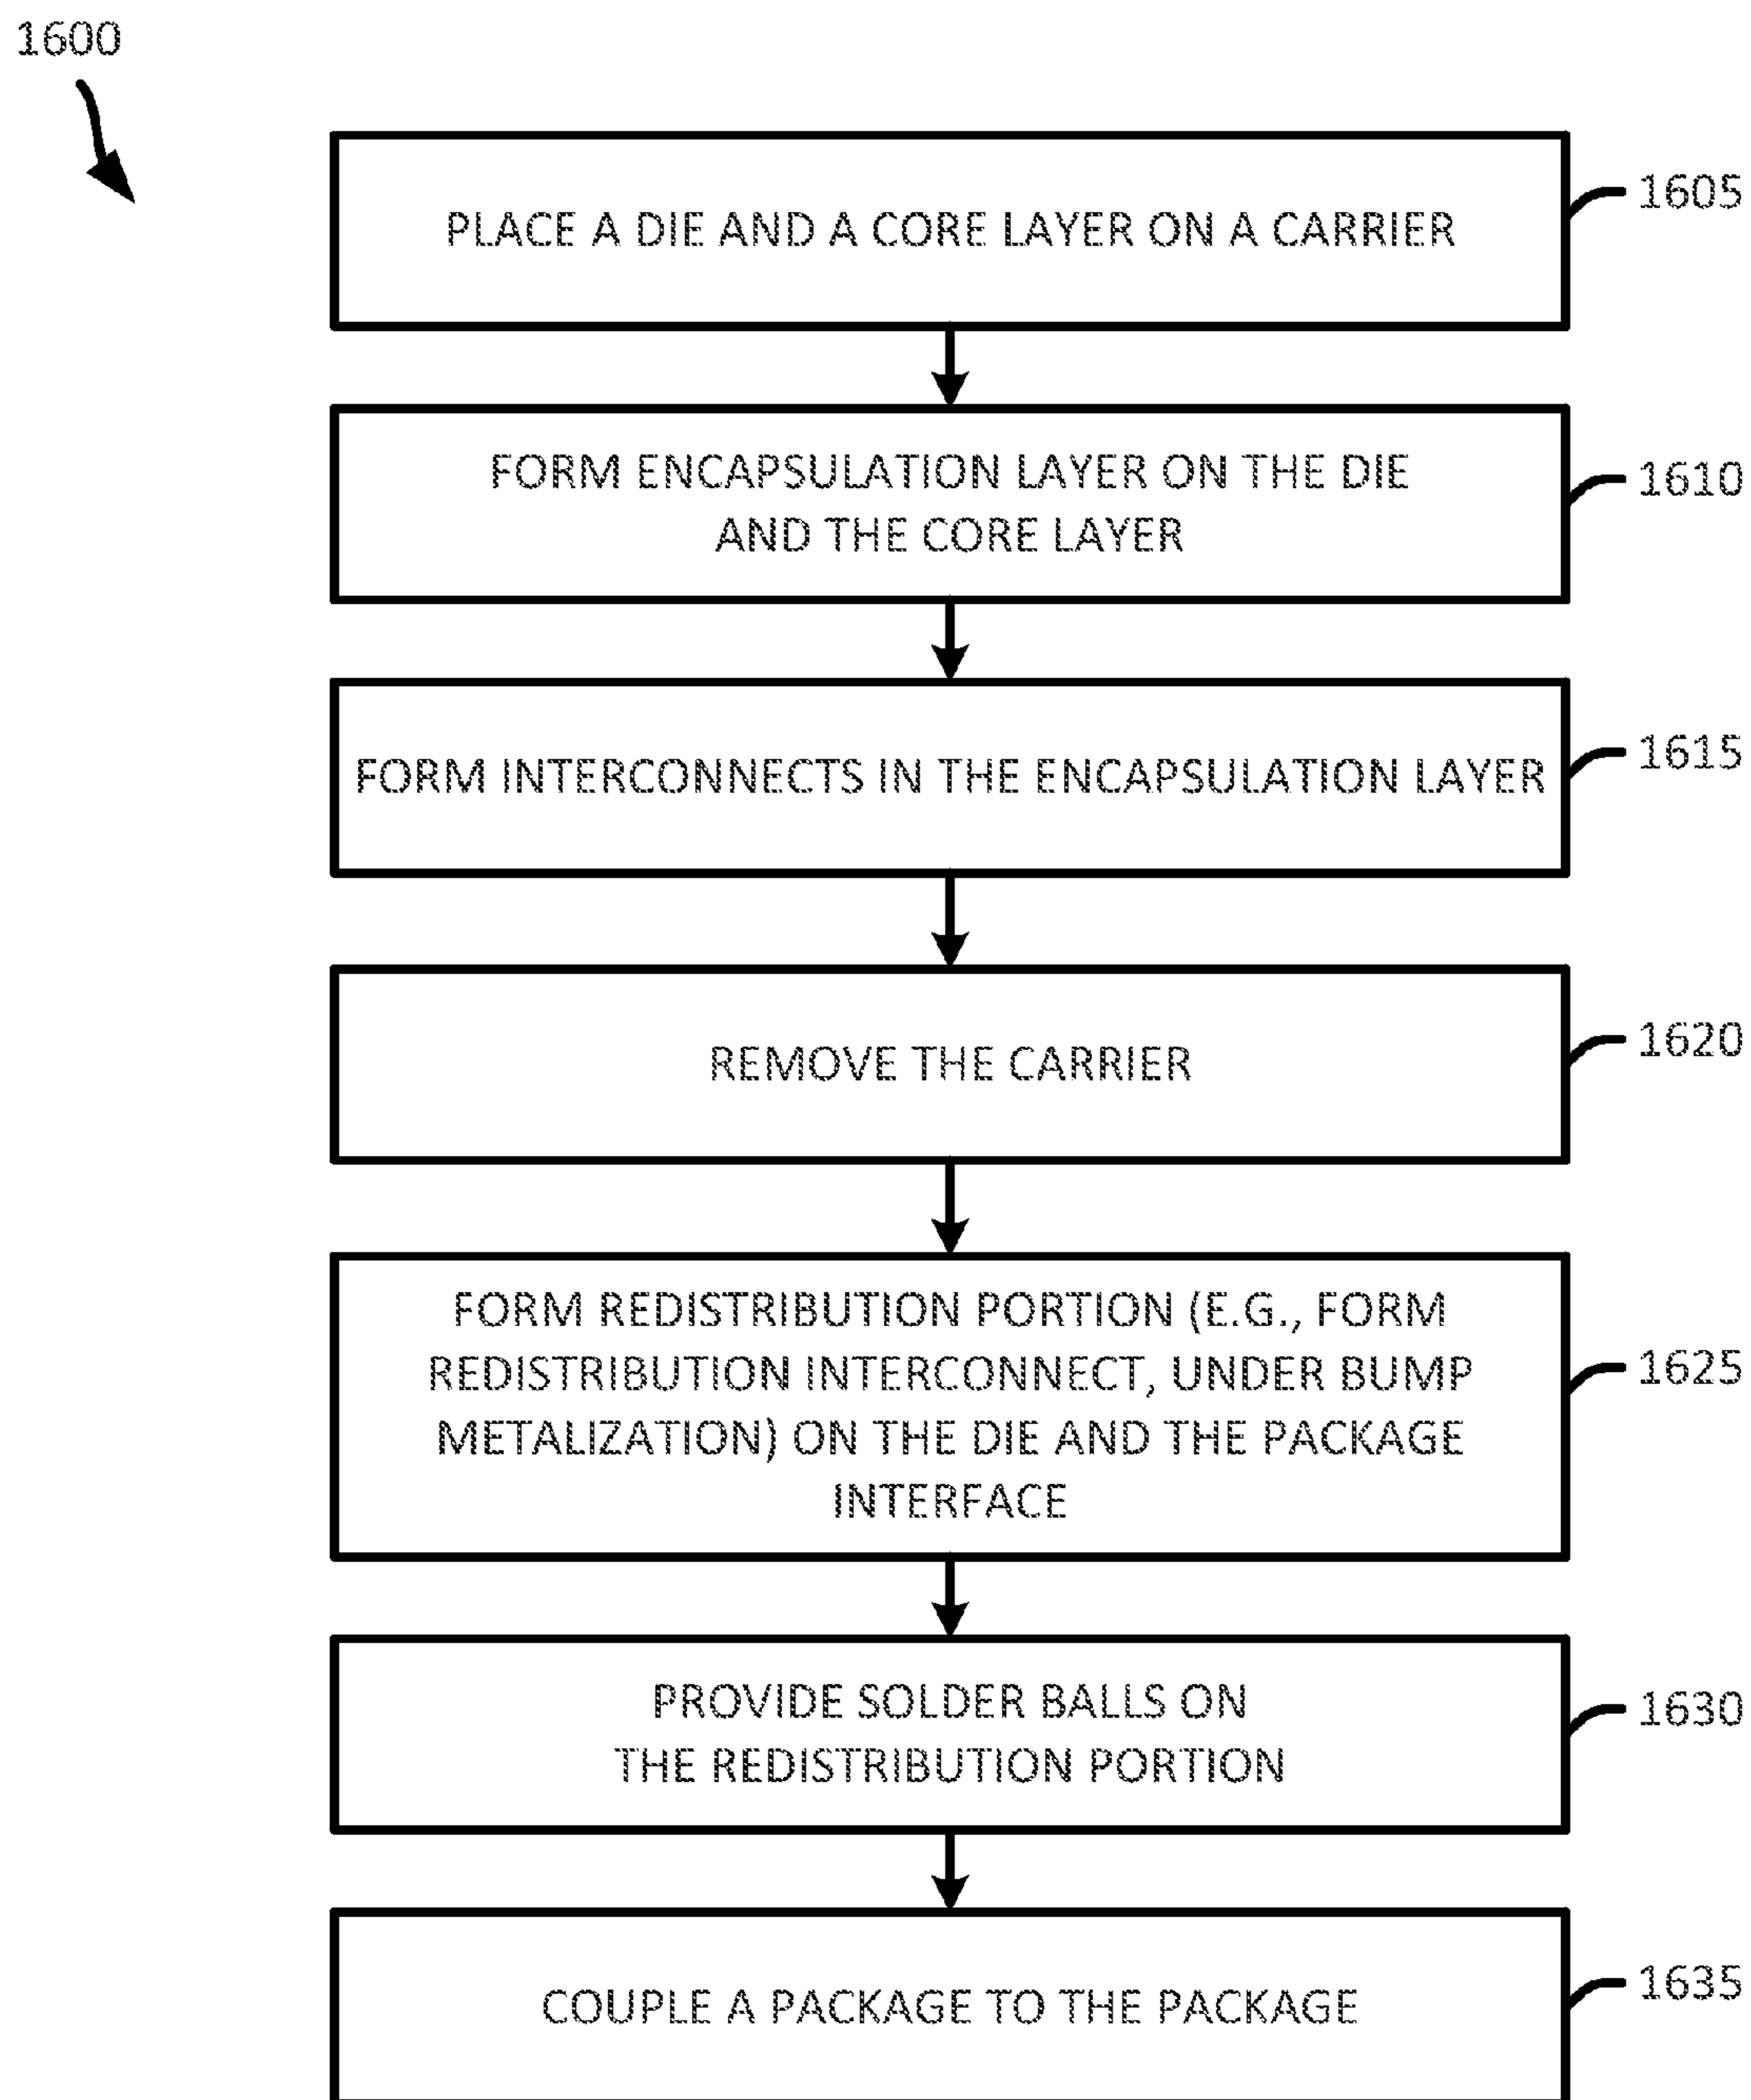 1600
PLACE A DIE AND A CORE LAYER ON A CARRIER
1605
FORM ENCAPSULATION LAYER ON THE DIE
AND THE CORE LAYER
1610
FORM INTERCONNECTS IN THE ENCAPSULATION LAYER
1615
REMOVE THE CARRIER
1620
FORM REDISTRIBUTION PORTION (E.G., FORM
REDISTRIBUTION INTERCONNECT, UNDER BUMP
METALIZATION) ON THE DIE AND THE PACKAGE
INTERFACE
1625
PROVIDE SOLDER BALLS ON
THE REDISTRIBUTION PORTION
1630
COUPLE A PACKAGE TO THE PACKAGE
1635